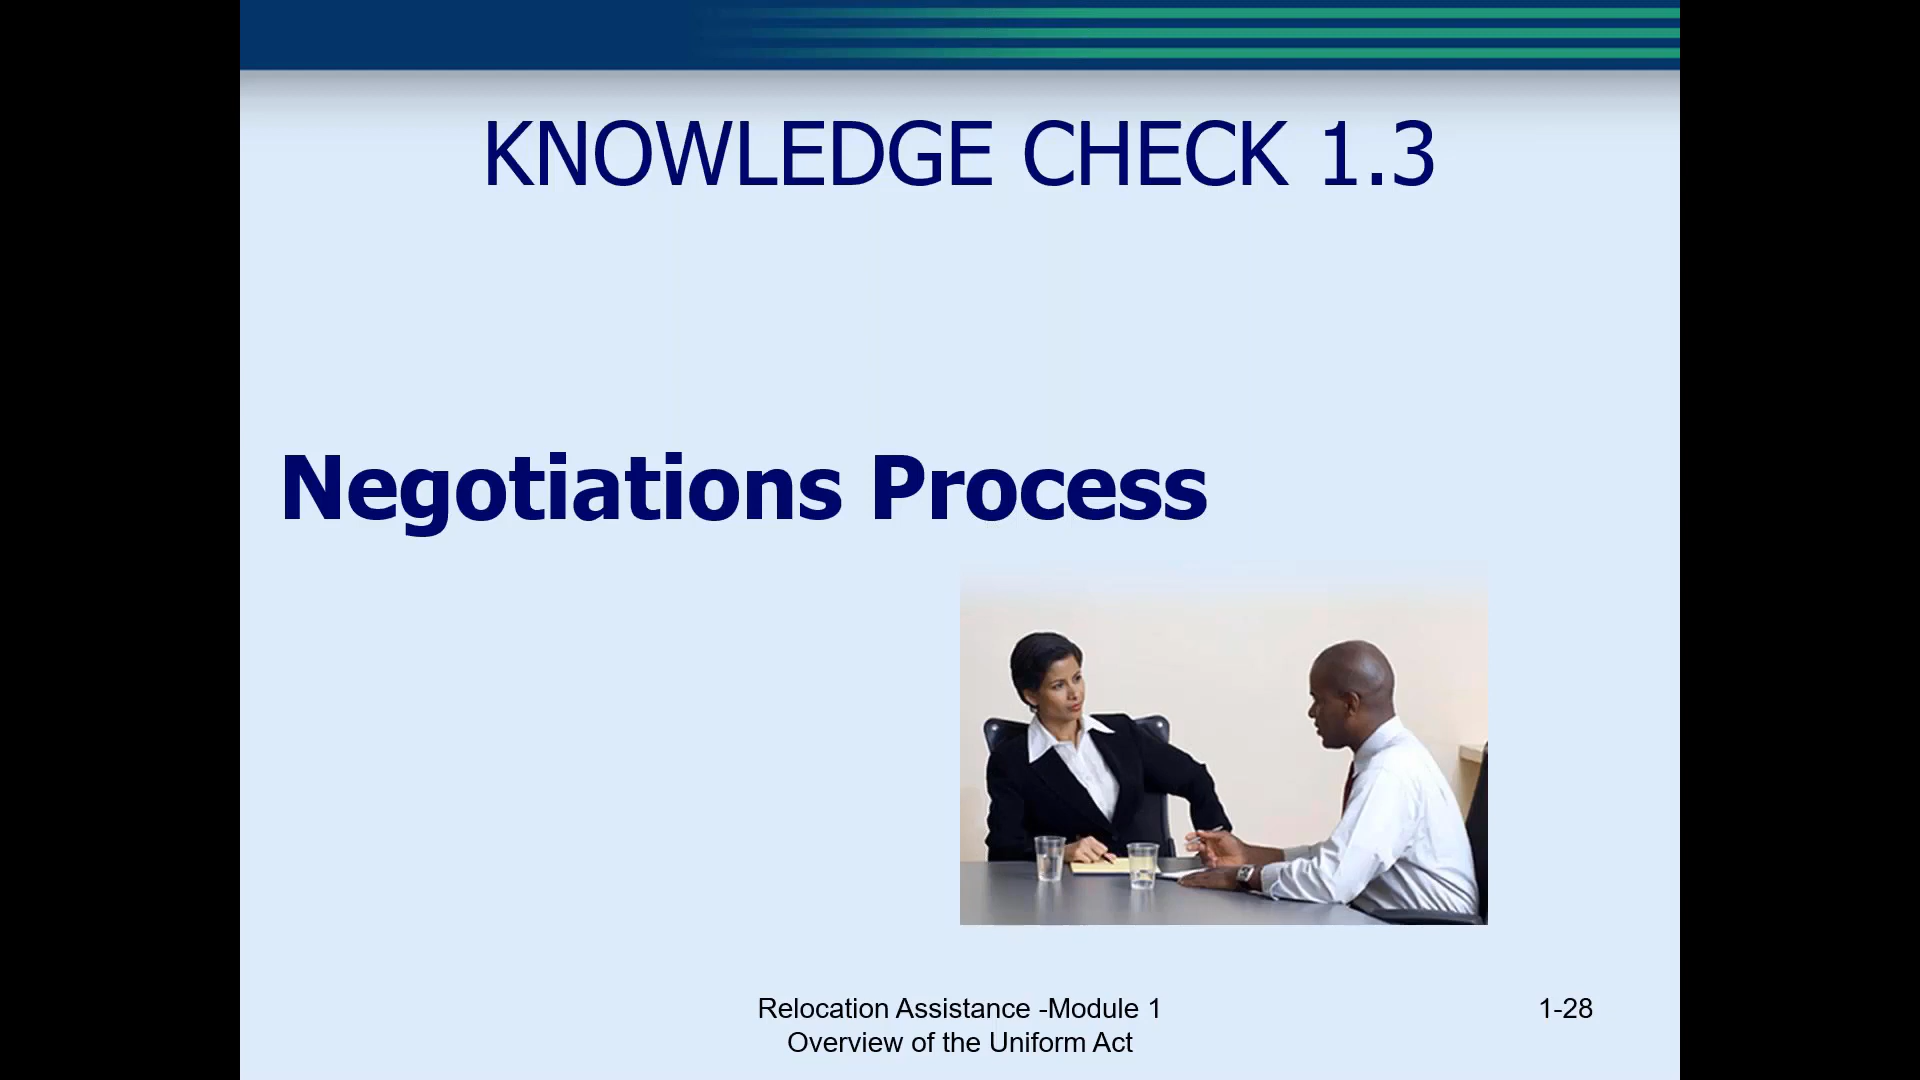 KNOWLEDGE CHECK 1.3
Negotiations Process
Relocation Assistance -Module 1
Overview of the Uniform Act
1-28